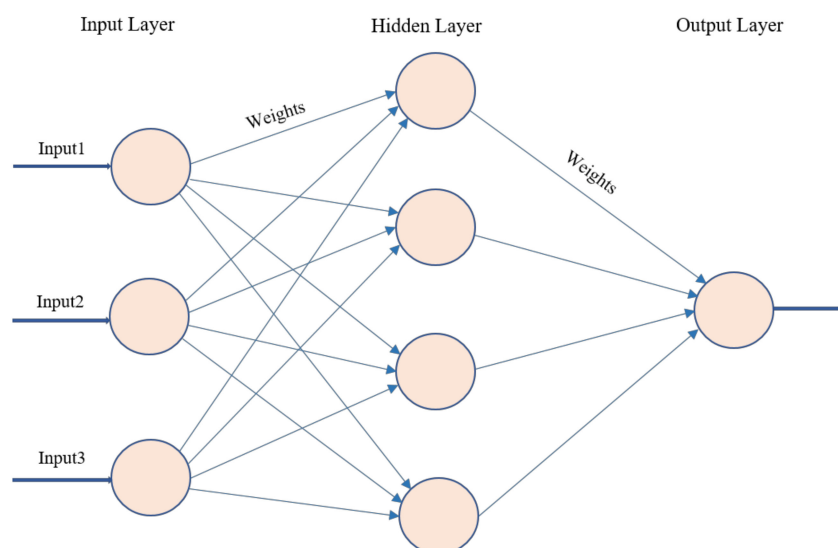 Input Layer
Hidden Layer
Output Layer
Weights
Input1
Weights
Input2
Input3